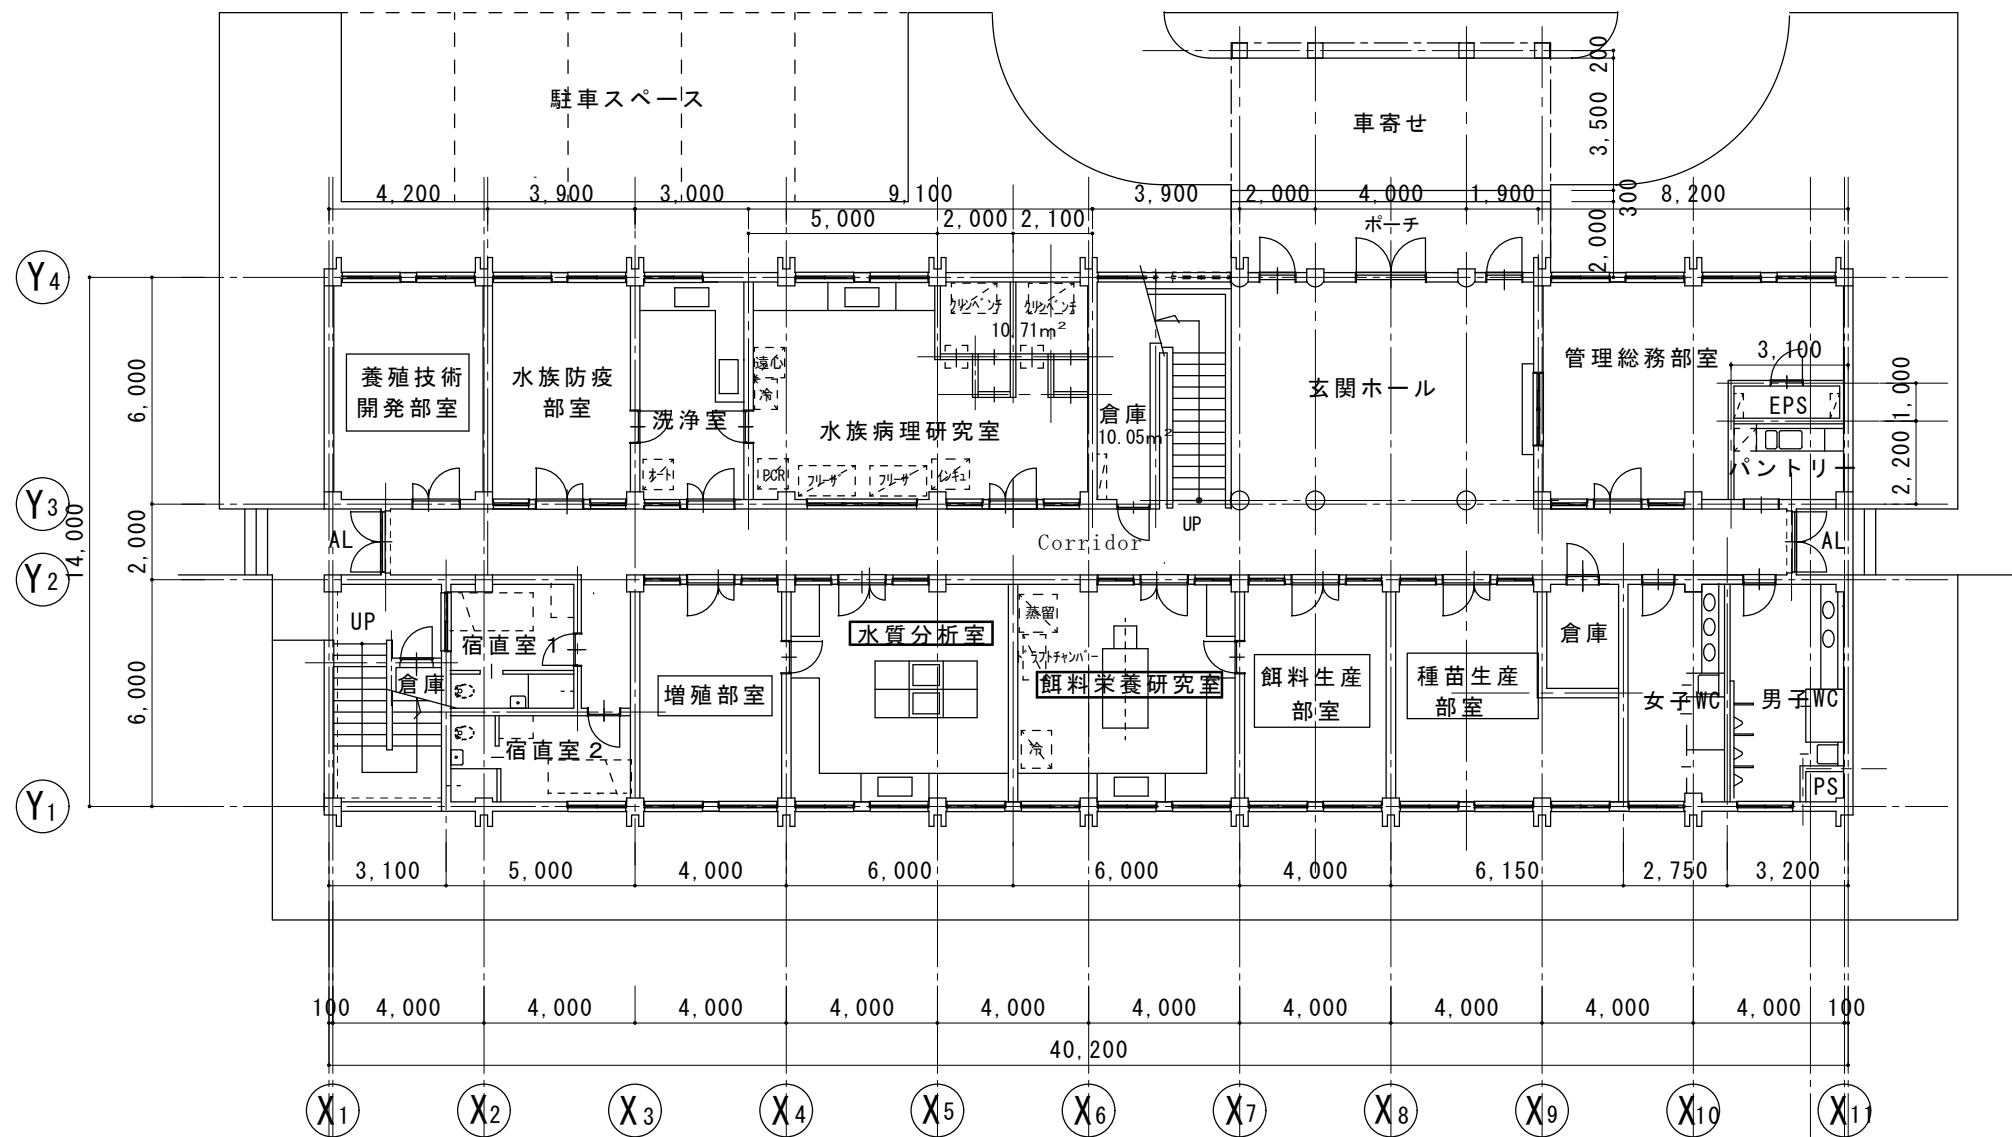 駐車スペース
車寄せ
200
3,500
300
2,000
4,200
3,900
3,000
9,100
3,900
2,000
4,000
1,900
8,200
5,000
2,000
2,100
ポーチ
Y4
Y3
Y2
Y1
6,000
2,000
6,000
14,000
養殖技術
開発部室
水族防疫
部室
洗浄室
オート
遠心
冷
水族病理研究室
PCR
フリーザ
フリーザ
インキュ
クリンベンチ
クリンベンチ
10.71m²
倉庫
10.05m²
UP
玄関ホール
管理総務部室
3,100
EPS
パントリー
1,000
2,200
AL
Corridor
AL
UP
倉庫
宿直室1
宿直室2
増殖部室
水質分析室
蒸留
ドラフトチャンバー
餌料栄養研究室
冷
餌料生産
部室
種苗生産
部室
倉庫
女子WC
男子WC
PS
3,100
5,000
4,000
6,000
6,000
4,000
6,150
2,750
3,200
100
4,000
4,000
4,000
4,000
4,000
4,000
4,000
4,000
4,000
4,000
100
40,200
X1
X2
X3
X4
X5
X6
X7
X8
X9
X10
X11